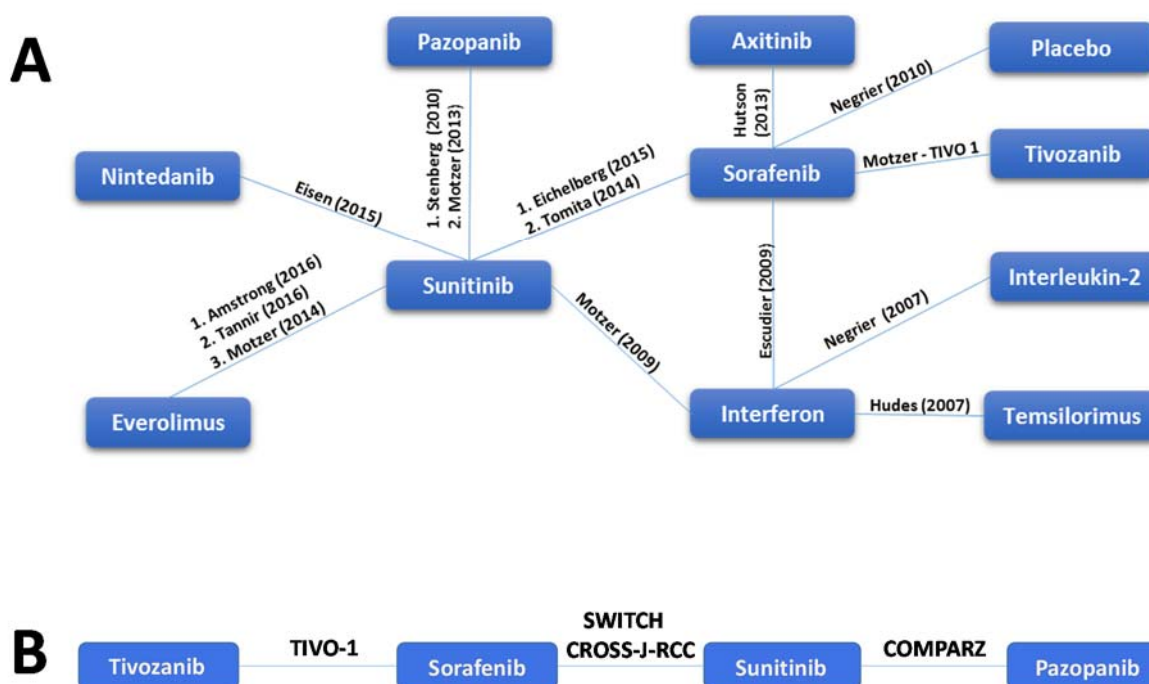 A
Pazopanib
Axitinib
Placebo
Negrier (2010)
Hutson
(2013)
1. Stenberg (2010)
2. Motzer (2013)
Nintedanib
Eisen (2015)
1. Eichelberg (2015)
2. Tomita (2014)
Sorafenib
Motzer - TIVO 1
Tivozanib
Sunitinib
1. Amstrong (2016)
2. Tannir (2016)
3. Motzer (2014)
Motzer (2009)
Escudier (2009)
Negrier (2007)
Interleukin-2
Everolimus
Interferon
Hudes (2007)
Temsilorimus
B
Tivozanib
TIVO-1
Sorafenib
SWITCH
CROSS-J-RCC
Sunitinib
COMPARZ
Pazopanib